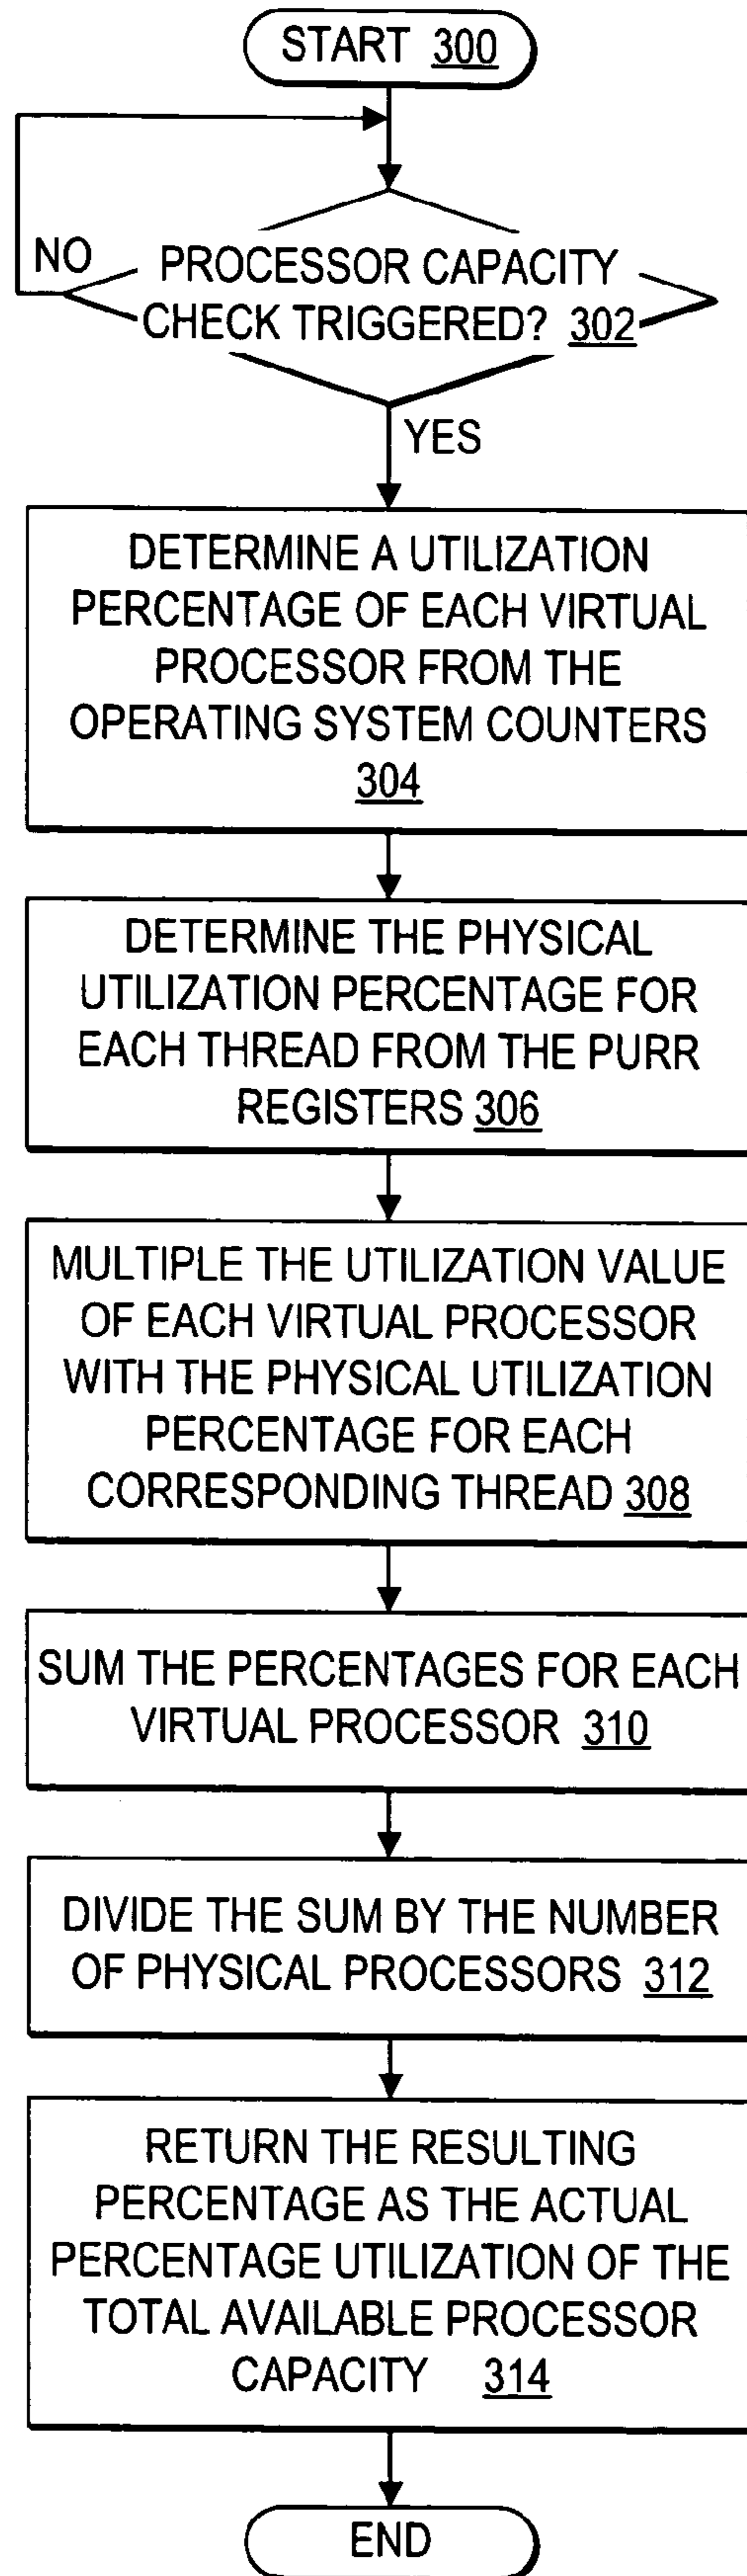 START 300
NO
PROCESSOR CAPACITY
CHECK TRIGGERED? 302
YES
DETERMINE A UTILIZATION
PERCENTAGE OF EACH VIRTUAL
PROCESSOR FROM THE
OPERATING SYSTEM COUNTERS
304
DETERMINE THE PHYSICAL
UTILIZATION PERCENTAGE FOR
EACH THREAD FROM THE PURR
REGISTERS 306
MULTIPLE THE UTILIZATION VALUE
OF EACH VIRTUAL PROCESSOR
WITH THE PHYSICAL UTILIZATION
PERCENTAGE FOR EACH
CORRESPONDING THREAD 308
SUM THE PERCENTAGES FOR EACH
VIRTUAL PROCESSOR 310
DIVIDE THE SUM BY THE NUMBER
OF PHYSICAL PROCESSORS 312
RETURN THE RESULTING
PERCENTAGE AS THE ACTUAL
PERCENTAGE UTILIZATION OF THE
TOTAL AVAILABLE PROCESSOR
CAPACITY 314
END